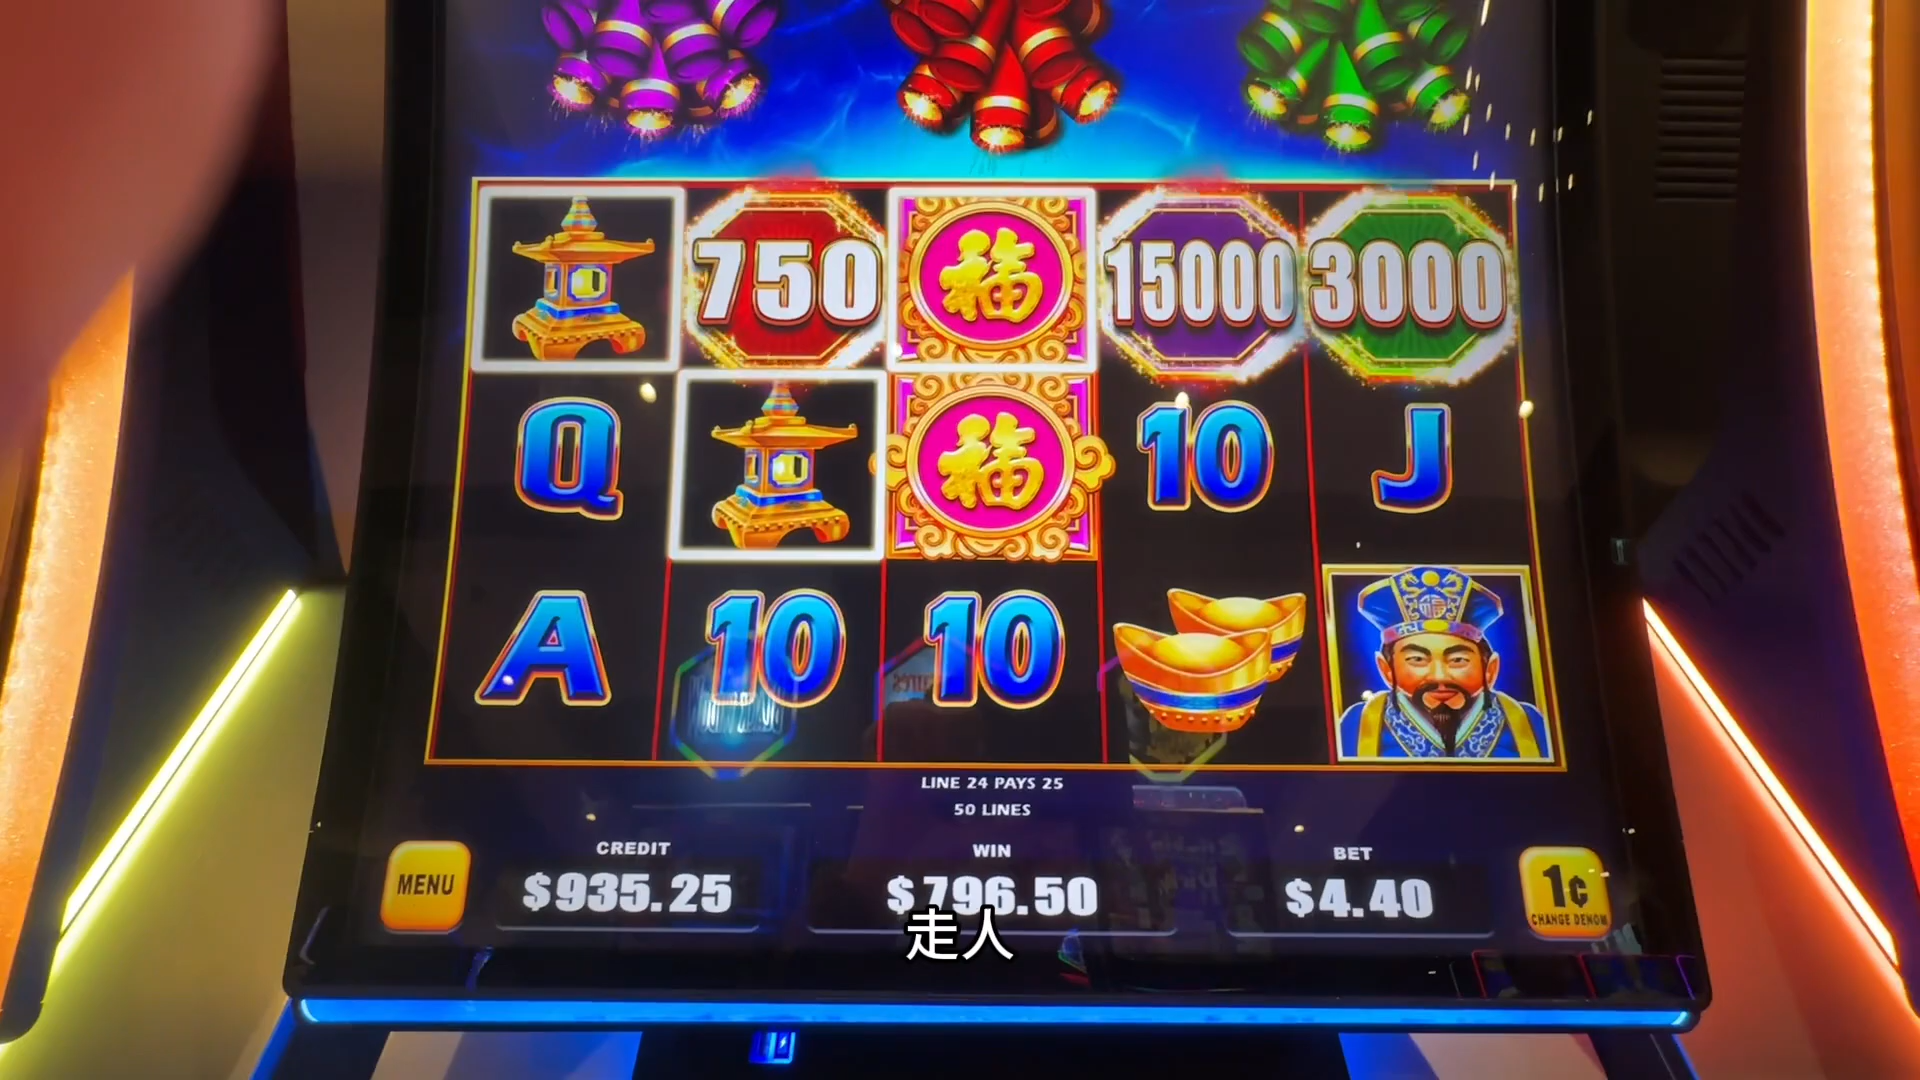 750 福 15000 3000
Q 福 10 J
A 10 10
LINE 24 PAYS 25
50 LINES
CREDIT WIN BET
MENU $935.25 $796.50 $4.40 1¢
CHANGE DENOM
走人